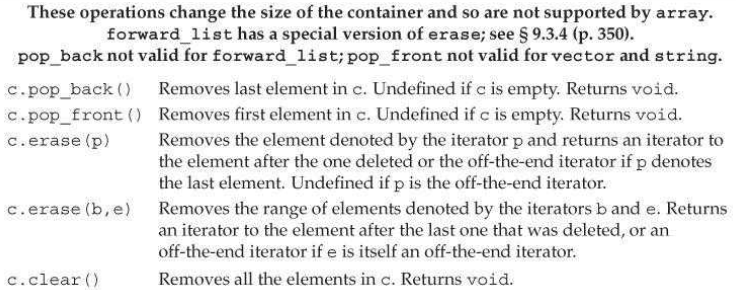 These operations change the size of the container and so are not supported by array.
forward_list has a special version of erase; see § 9.3.4 (p. 350).
pop_back not valid for forward_list; pop_front not valid for vector and string.
c.pop_back() Removes last element in c. Undefined if c is empty. Returns void.
c.pop_front() Removes first element in c. Undefined if c is empty. Returns void.
c.erase(p) Removes the element denoted by the iterator p and returns an iterator to
the element after the one deleted or the off-the-end iterator if p denotes
the last element. Undefined if p is the off-the-end iterator.
c.erase(b,e) Removes the range of elements denoted by the iterators b and e. Returns
an iterator to the element after the last one that was deleted, or an
off-the-end iterator if e is itself an off-the-end iterator.
c.clear() Removes all the elements in c. Returns void.